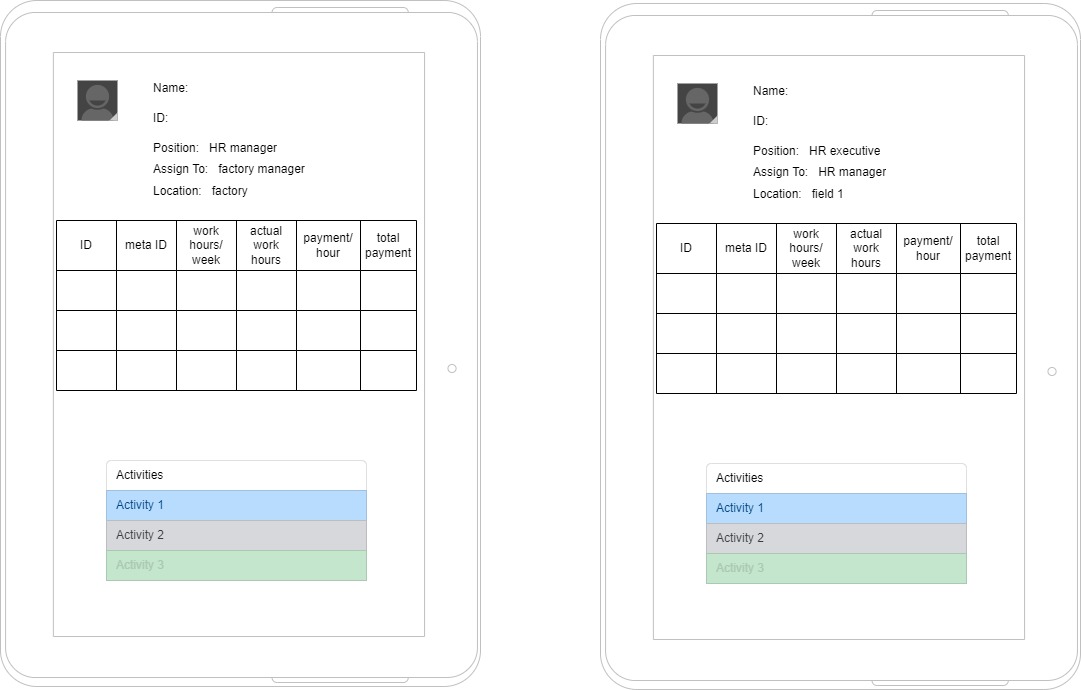 Name:
ID:
Position: HR manager
Assign To: factory manager
Location: factory
ID
meta ID
work
hours/
week
actual
work
hours
payment/
hour
total
payment
Activities
Activity 1
Activity 2
Activity 3
Name:
ID:
Position: HR executive
Assign To: HR manager
Location: field 1
ID
meta ID
work
hours/
week
actual
work
hours
payment/
hour
total
payment
Activities
Activity 1
Activity 2
Activity 3